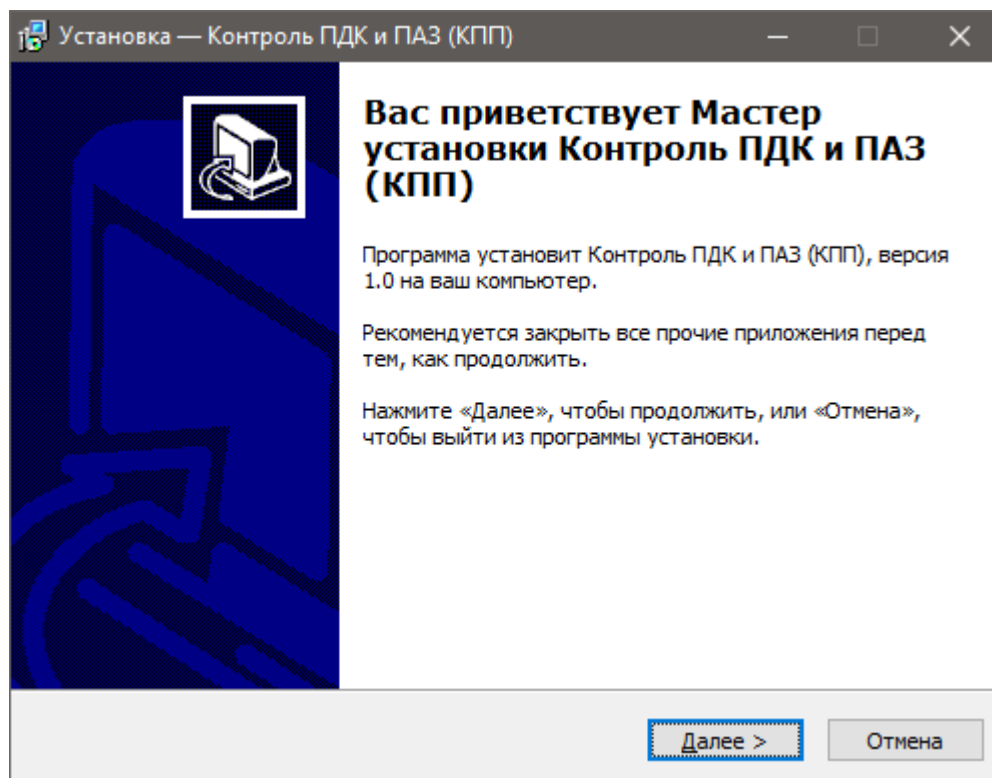 Установка — Контроль ПДК и ПАЗ (КПП)
Вас приветствует Мастер
установки Контроль ПДК и ПАЗ
(КПП)
Программа установит Контроль ПДК и ПАЗ (КПП), версия
1.0 на ваш компьютер.
Рекомендуется закрыть все прочие приложения перед
тем, как продолжить.
Нажмите «Далее», чтобы продолжить, или «Отмена»,
чтобы выйти из программы установки.
Далее >
Отмена